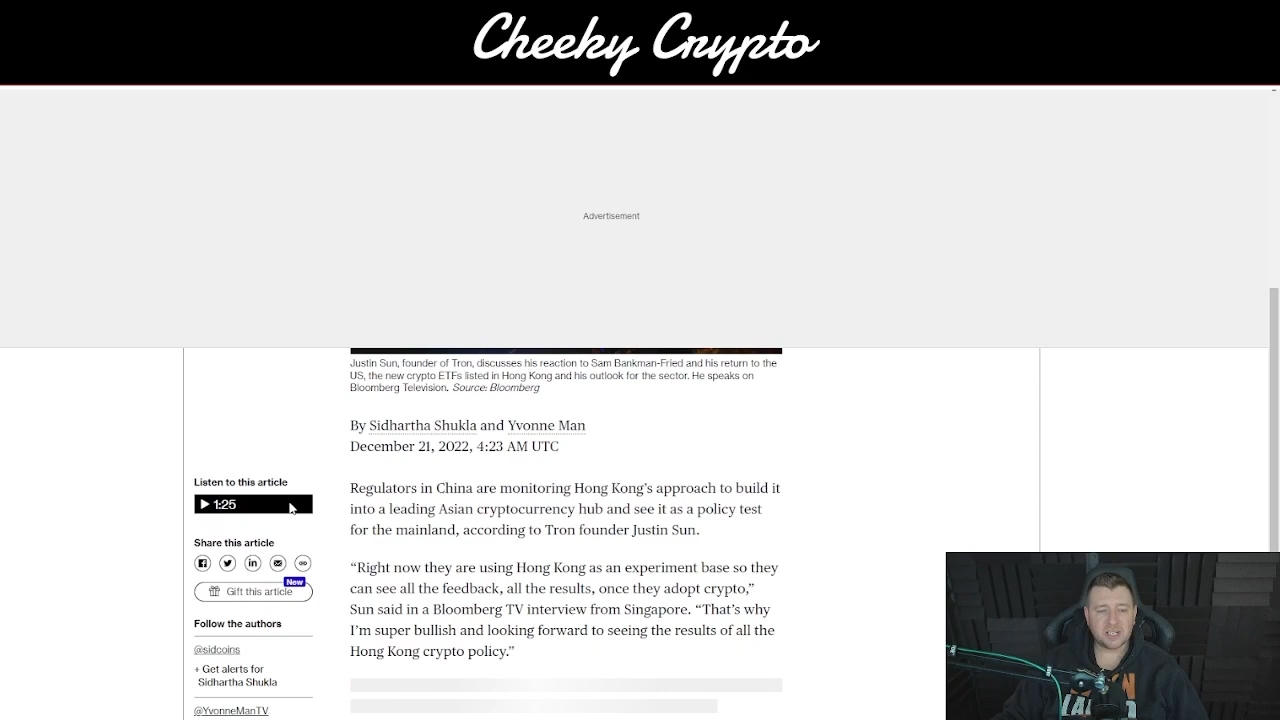 Cheeky Crypto
Advertisement
Justin Sun, founder of Tron, discusses his reaction to Sam Bankman-Fried and his return to the
US, the new crypto ETFs listed in Hong Kong and his outlook for the sector. He speaks on
Bloomberg Television. Source: Bloomberg
By Sidhartha Shukla and Yvonne Man
December 21, 2022, 4:23 AM UTC
Listen to this article
1:25
Share this article
New
Gift this article
Follow the authors
@sidcoins
+ Get alerts for
Sidhartha Shukla
@YvonneManTV
Regulators in China are monitoring Hong Kong’s approach to build it
into a leading Asian cryptocurrency hub and see it as a policy test
for the mainland, according to Tron founder Justin Sun.
“Right now they are using Hong Kong as an experiment base so they
can see all the feedback, all the results, once they adopt crypto,”
Sun said in a Bloomberg TV interview from Singapore. “That’s why
I’m super bullish and looking forward to seeing the results of all the
Hong Kong crypto policy.”